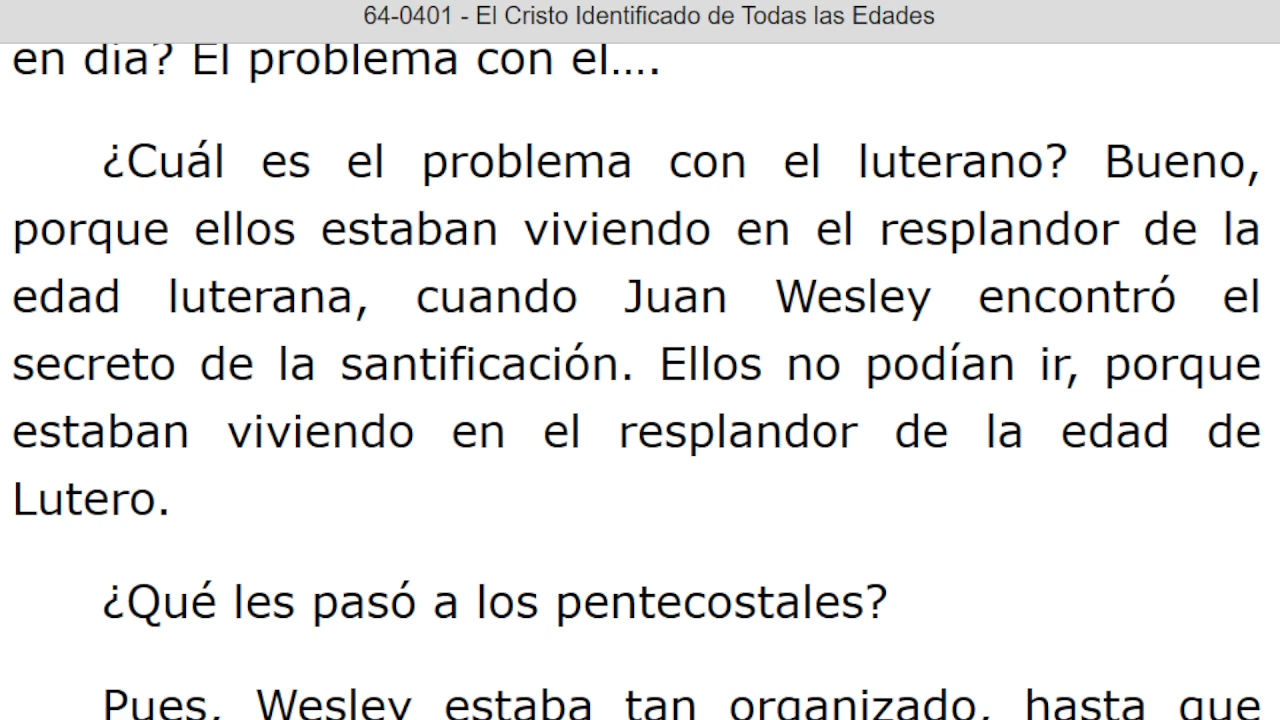 64-0401 - El Cristo Identificado de Todas las Edades
en día? El problema con el....
¿Cuál es el problema con el luterano? Bueno,
porque ellos estaban viviendo en el resplandor de la
edad luterana, cuando Juan Wesley encontró el
secreto de la santificación. Ellos no podían ir, porque
estaban viviendo en el resplandor de la edad de
Lutero.
¿Qué les pasó a los pentecostales?
Pues, Wesley estaba tan organizado, hasta que